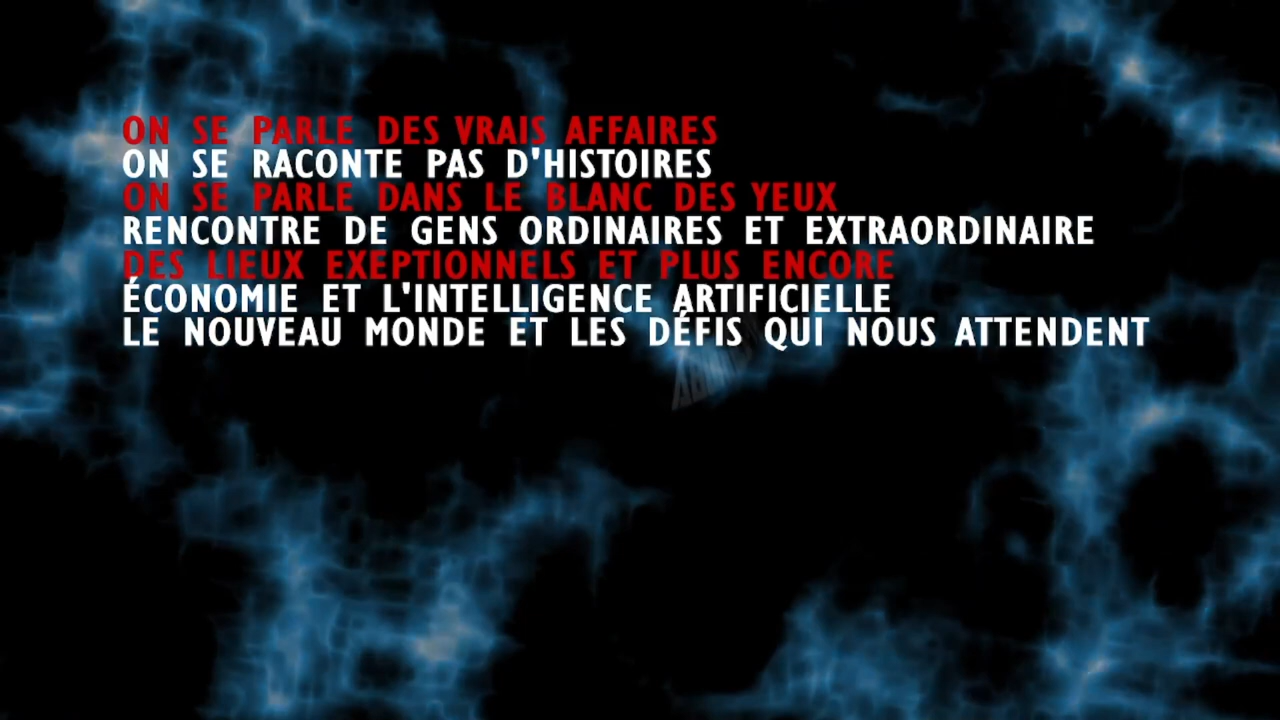 ON SE PARLE DES VRAIS AFFAIRES
ON SE RACONTE PAS D'HISTOIRES
ON SE PARLE DANS LE BLANC DES YEUX
RENCONTRE DE GENS ORDINAIRES ET EXTRAORDINAIRE
DES LIEUX EXEPTIONNELS ET PLUS ENCORE
ÉCONOMIE ET L'INTELLIGENCE ARTIFICIELLE
LE NOUVEAU MONDE ET LES DÉFIS QUI NOUS ATTENDENT